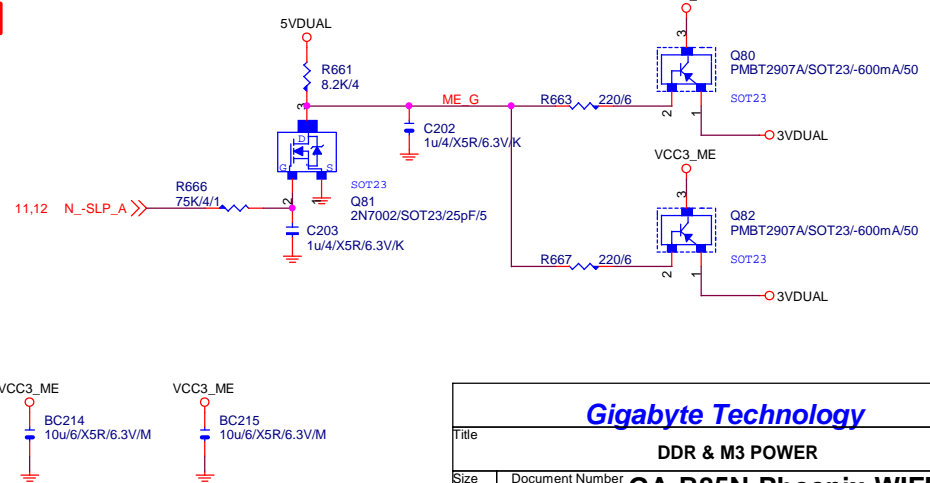 5VDUAL
R661
8.2K/4
3
D
G
S
SOT23
Q81
2N7002/SOT23/25pF/5
2
1
11,12 N_-SLP_A
R666
75K/4/1
C203
1u/4/X5R/6.3V/K
ME_G
C202
1u/4/X5R/6.3V/K
R663 220/6
3
Q80
PMBT2907A/SOT23/-600mA/50
SOT23
2
1
3VDUAL
VCC3_ME
3
Q82
PMBT2907A/SOT23/-600mA/50
SOT23
R667 220/6
2
1
3VDUAL
VCC3_ME
BC214
10u/6/X5R/6.3V/M
VCC3_ME
BC215
10u/6/X5R/6.3V/M
Gigabyte Technology
Title
DDR & M3 POWER
Size
Document Number